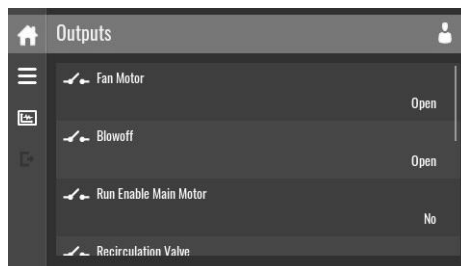 Outputs
Fan Motor
Open
Blowoff
Open
Run Enable Main Motor
No
Recirculation Valve